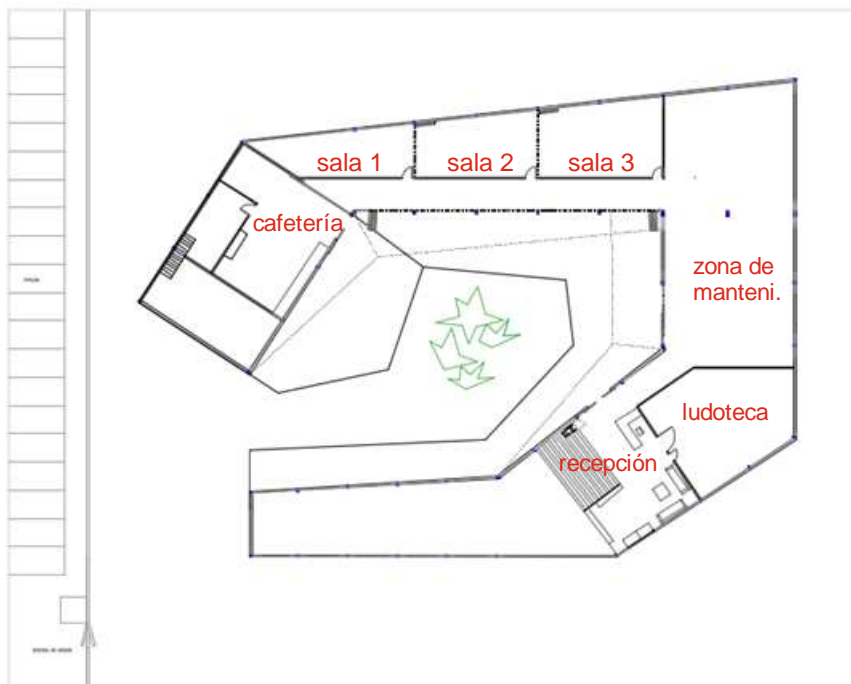 sala 1
sala 2
sala 3
cafetería
zona de
manteni.
ludoteca
recepción